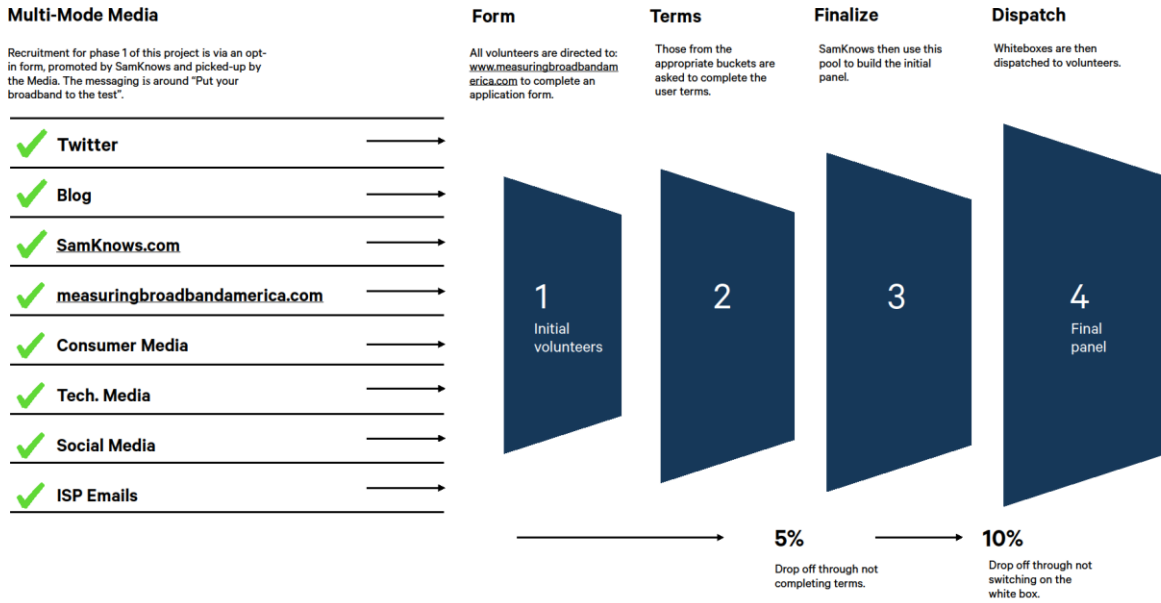 Multi-Mode Media
Recruitment for phase 1 of this project is via an opt-
in form, promoted by SamKnows and picked-up by
the Media. The messaging is around “Put your
broadband to the test”.
Twitter
Blog
SamKnows.com
measuringbroadbandamerica.com
Consumer Media
Tech. Media
Social Media
ISP Emails
Form
All volunteers are directed to:
www.measuringbroadbandam
erica.com to complete an
application form.
Terms
Those from the
appropriate buckets are
asked to complete the
user terms.
Finalize
SamKnows then use this
pool to build the initial
panel.
Dispatch
Whiteboxes are then
dispatched to volunteers.
1
Initial
volunteers
2
3
4
Final
panel
5%
Drop off through not
completing terms.
10%
Drop off through not
switching on the
white box.